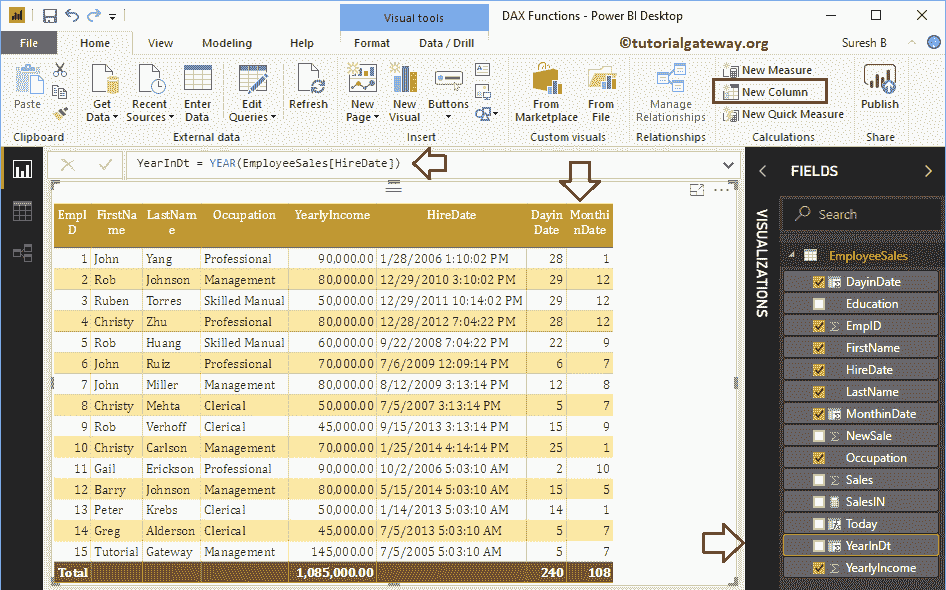 Visual tools
DAX Functions - Power BI Desktop
File Home View Modeling Help Format Data / Drill
©tutorialgateway.org
Suresh B
Paste
Get Data
Recent Sources
Enter Data
Edit Queries
Refresh
New Page
New Visual
Buttons
From Marketplace
From File
Manage Relationships
New Measure
New Column
New Quick Measure
Publish
Clipboard External data Insert Custom visuals Relationships Calculations Share
YearInDt = YEAR(EmployeeSales[HireDate])
EmpID FirstName LastName Occupation YearlyIncome HireDate DayinDate MonthinDate
1 John Yang Professional 90,000.00 1/28/2006 1:10:02 PM 28 1
2 Rob Johnson Management 80,000.00 12/29/2010 3:10:02 PM 29 12
3 Ruben Torres Skilled Manual 50,000.00 12/29/2011 10:14:02 PM 29 12
4 Christy Zhu Professional 80,000.00 12/28/2012 7:04:22 PM 28 12
5 Rob Huang Skilled Manual 60,000.00 9/22/2008 7:04:22 PM 22 9
6 John Ruiz Professional 70,000.00 7/6/2009 12:09:14 PM 6 7
7 John Miller Management 80,000.00 8/12/2009 3:13:14 PM 12 8
8 Christy Mehta Clerical 50,000.00 7/5/2007 3:13:14 PM 5 7
9 Rob Verhoff Clerical 45,000.00 9/15/2013 3:13:14 PM 15 9
10 Christy Carlson Management 70,000.00 1/25/2014 4:14:14 PM 25 1
11 Gail Erickson Professional 90,000.00 10/2/2006 5:03:10 AM 2 10
12 Barry Johnson Management 80,000.00 5/15/2014 5:03:10 AM 15 5
13 Peter Krebs Clerical 50,000.00 1/14/2013 5:03:10 AM 14 1
14 Greg Alderson Clerical 45,000.00 7/5/2013 5:03:10 AM 5 7
15 Tutorial Gateway Management 145,000.00 7/5/2005 5:03:10 AM 5 7
Total 1,085,000.00 240 108
VISUALIZATIONS
FIELDS
Search
EmployeeSales
DayinDate
Education
EmpID
FirstName
HireDate
LastName
MonthinDate
NewSale
Occupation
Sales
SalesIN
Today
YearInDt
YearlyIncome